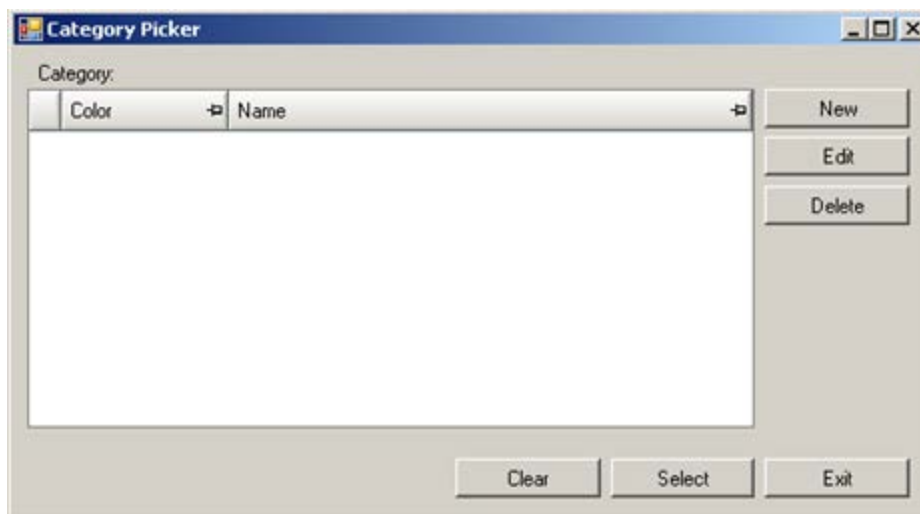 Category Picker
Category:
Color Name
New
Edit
Delete
Clear Select Exit